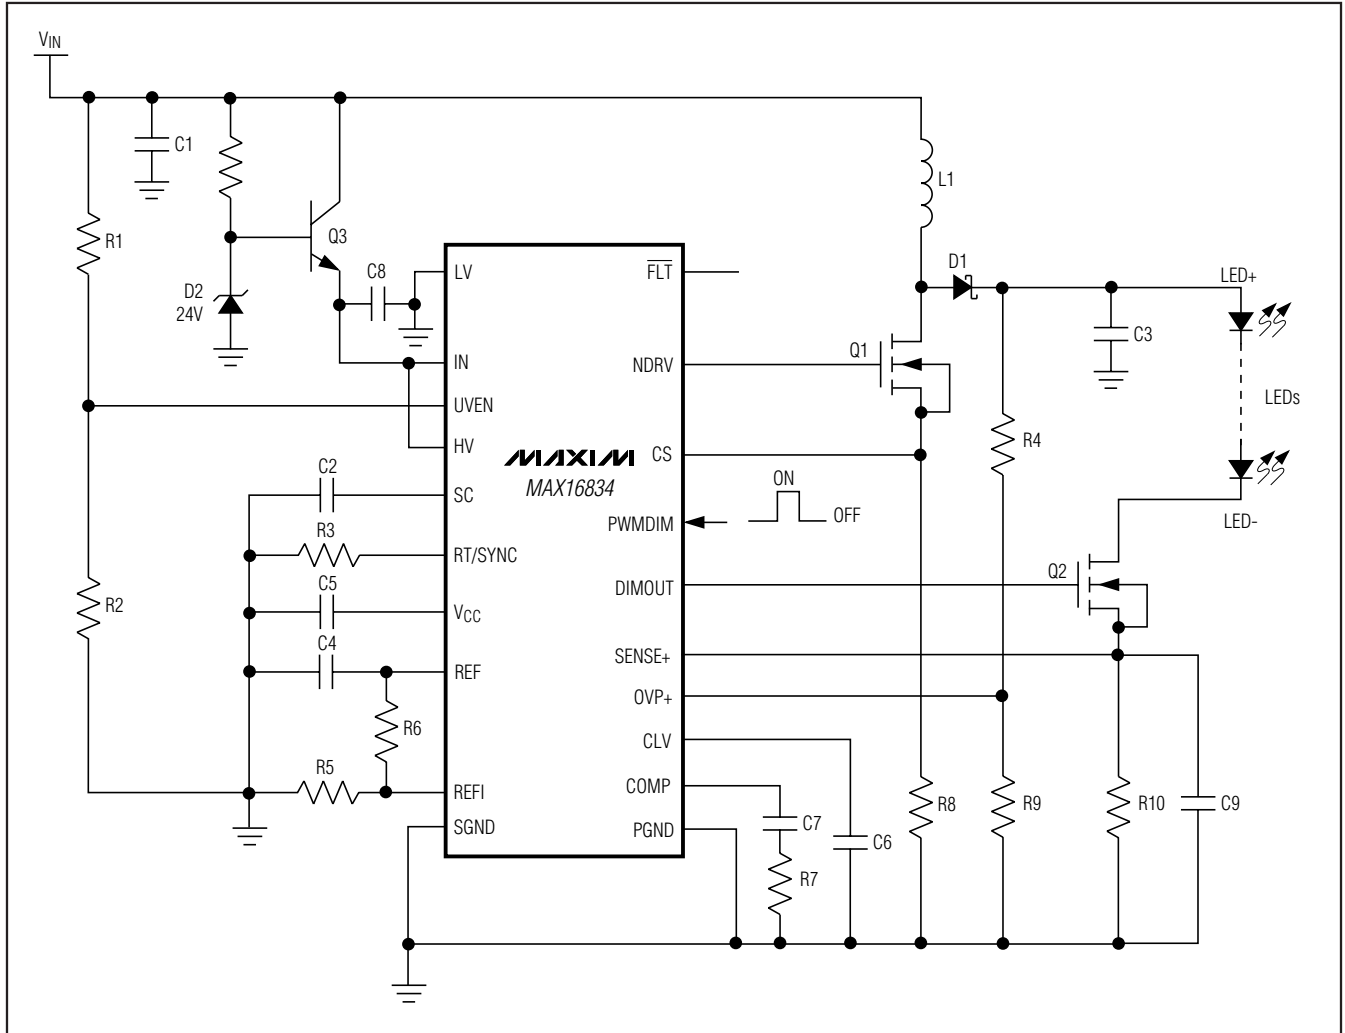 VIN
C1
R1
Q3
L1
D2
24V
C8
LV
FLT
D1
LED+
C3
Q1
IN
NDRV
UVEN
LEDs
HV
R4
MAXIM
CS
C2
MAX16834
ON
SC
OFF
PWMDIM
LED-
R3
RT/SYNC
Q2
C5
DIMOUT
R2
VCC
C4
SENSE+
REF
OVP+
R6
CLV
R5
COMP
REFI
R8
R9
R10
C9
C7
SGND
PGND
C6
R7